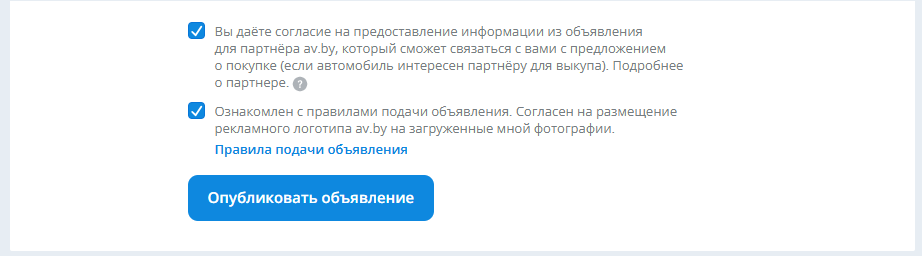 Вы даёте согласие на предоставление информации из объявления
для партнёра av.by, который сможет связаться с вами с предложением
о покупке (если автомобиль интересен партнёру для выкупа). Подробнее
о партнере. ?
Ознакомлен с правилами подачи объявления. Согласен на размещение
рекламного логотипа av.by на загруженные мной фотографии.
Правила подачи объявления
Опубликовать объявление